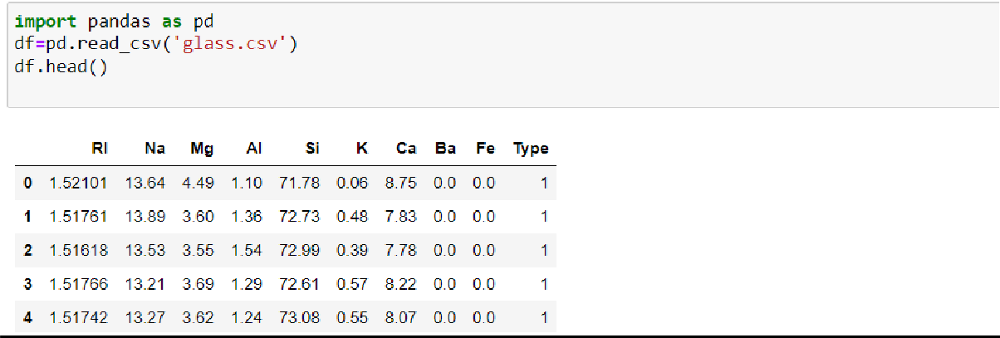 import pandas as pd
df=pd.read_csv('glass.csv')
df.head()
RI Na Mg Al Si K Ca Ba Fe Type
0 1.52101 13.64 4.49 1.10 71.78 0.06 8.75 0.0 0.0 1
1 1.51761 13.89 3.60 1.36 72.73 0.48 7.83 0.0 0.0 1
2 1.51618 13.53 3.55 1.54 72.99 0.39 7.78 0.0 0.0 1
3 1.51766 13.21 3.69 1.29 72.61 0.57 8.22 0.0 0.0 1
4 1.51742 13.27 3.62 1.24 73.08 0.55 8.07 0.0 0.0 1